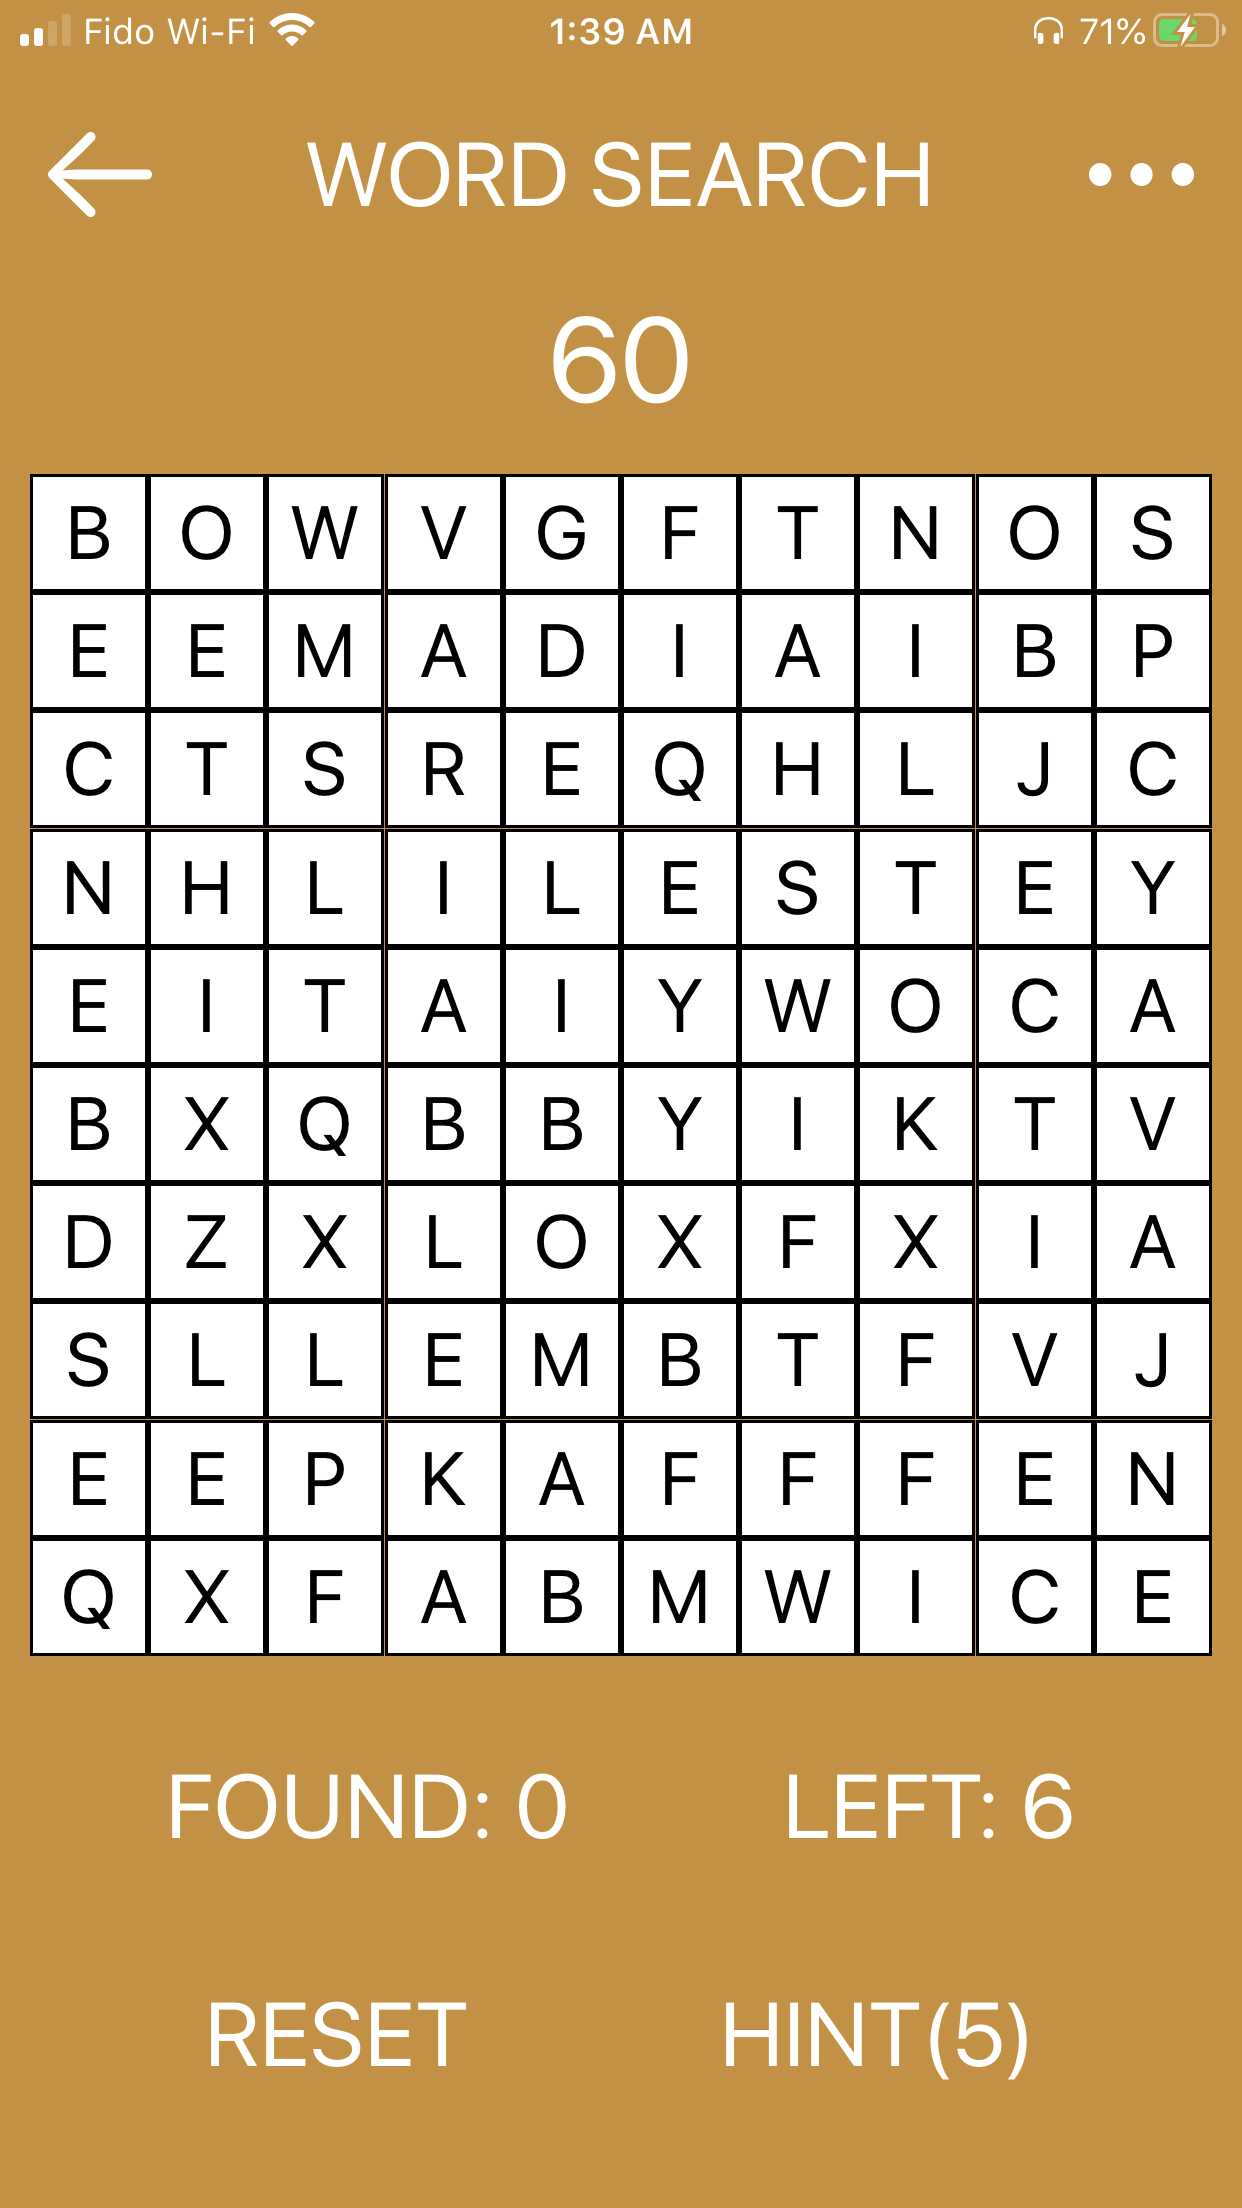 Fido Wi-Fi 1:39 AM 71%
WORD SEARCH
60
B O W V G F T N O S
E E M A D I A I B P
C T S R E Q H L J C
N H L I L E S T E Y
E I T A I Y W O C A
B X Q B B Y I K T V
D Z X L O X F X I A
S L L E M B T F V J
E E P K A F F F E N
Q X F A B M W I C E
FOUND: 0 LEFT: 6
RESET HINT(5)